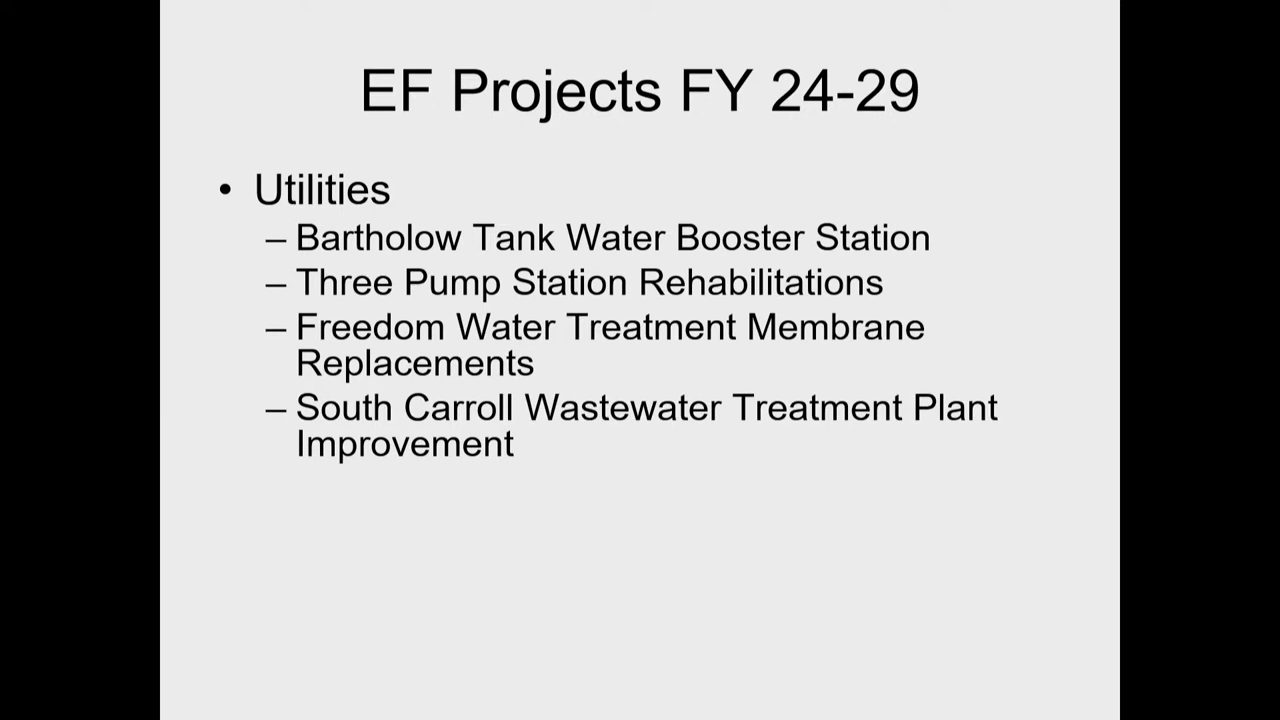 EF Projects FY 24-29
• Utilities
– Bartholow Tank Water Booster Station
– Three Pump Station Rehabilitations
– Freedom Water Treatment Membrane
Replacements
– South Carroll Wastewater Treatment Plant
Improvement